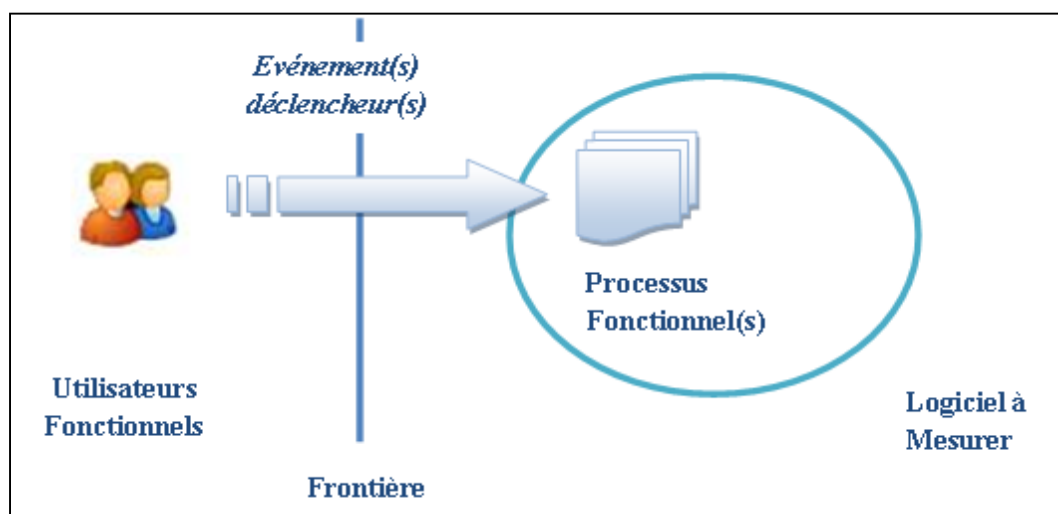 Evénement(s)
déclencheur(s)
Processus
Fonctionnel(s)
Utilisateurs
Fonctionnels
Logiciel à
Mesurer
Frontière